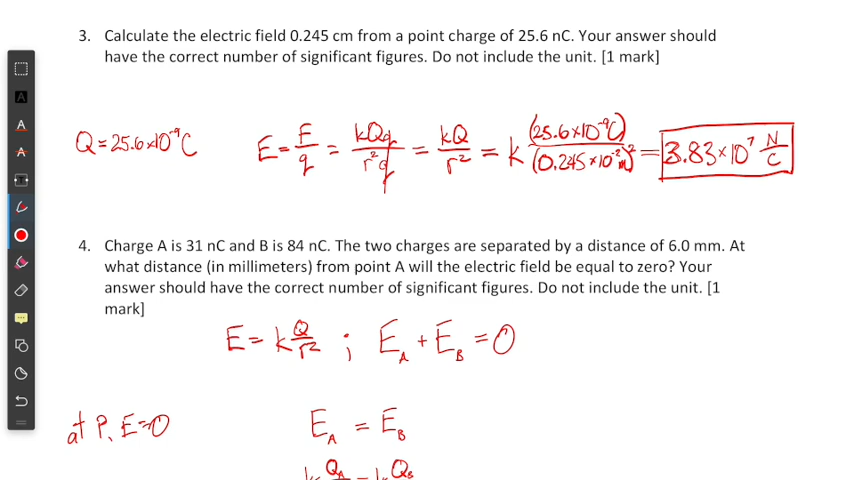 3. Calculate the electric field 0.245 cm from a point charge of 25.6 nC. Your answer should
have the correct number of significant figures. Do not include the unit. [1 mark]
Q = 25.6×10⁻⁹ C
E = F/q = kQq/r²q = kQ/r² = k (25.6×10⁻⁹C)/(0.245×10⁻²m)² = 3.83×10⁷ N/C
4. Charge A is 31 nC and B is 84 nC. The two charges are separated by a distance of 6.0 mm. At
what distance (in millimeters) from point A will the electric field be equal to zero? Your
answer should have the correct number of significant figures. Do not include the unit. [1
mark]
E = k Q/r² ; E_A + E_B = 0
at P, E=0
E_A = E_B
k Q_A = k Q_B